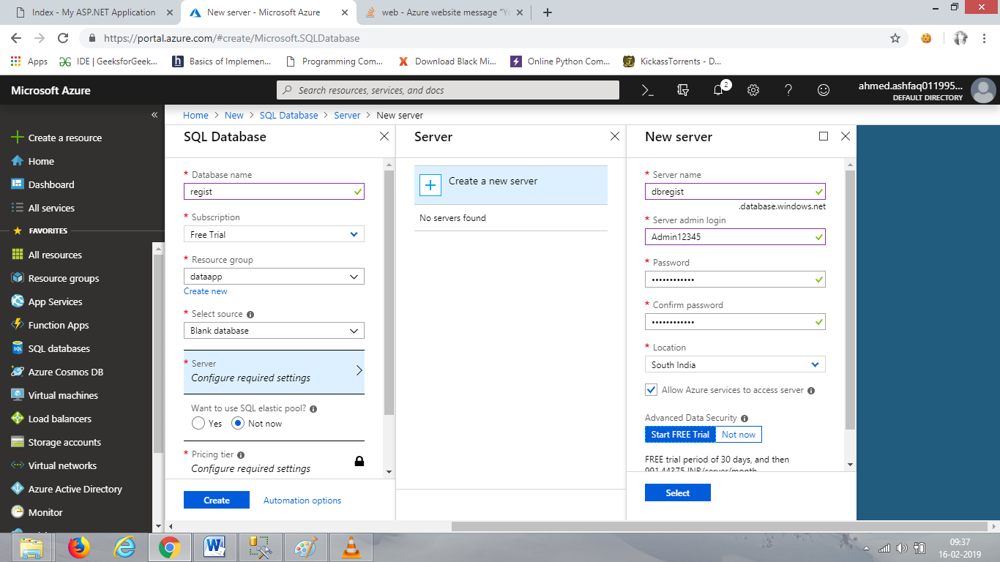 Index - My ASP.NET Application
New server - Microsoft Azure
web - Azure website message "Yo
https://portal.azure.com/#create/Microsoft.SQLDatabase
Apps
IDE | GeeksforGeek...
Basics of Implemen...
Programming Com...
Download Black Mi...
Online Python Com...
KickassTorrents - D...
Microsoft Azure
Search resources, services, and docs
2
ahmed.ashfaq011995...
DEFAULT DIRECTORY
Create a resource
Home
Dashboard
All services
FAVORITES
All resources
Resource groups
App Services
Function Apps
SQL databases
Azure Cosmos DB
Virtual machines
Load balancers
Storage accounts
Virtual networks
Azure Active Directory
Monitor
Home > New > SQL Database > Server > New server
SQL Database
* Database name
regist
* Subscription
Free Trial
* Resource group
dataapp
Create new
* Select source
Blank database
* Server
Configure required settings
Want to use SQL elastic pool?
Yes
Not now
* Pricing tier
Configure required settings
Create
Automation options
Server
Create a new server
No servers found
New server
* Server name
dbregist
.database.windows.net
* Server admin login
Admin12345
* Password
••••••••••••
* Confirm password
••••••••••••
* Location
South India
Allow Azure services to access server
Advanced Data Security
Start FREE Trial
Not now
FREE trial period of 30 days, and then
991.44375 INR/server/month
Select
09:37
16-02-2019